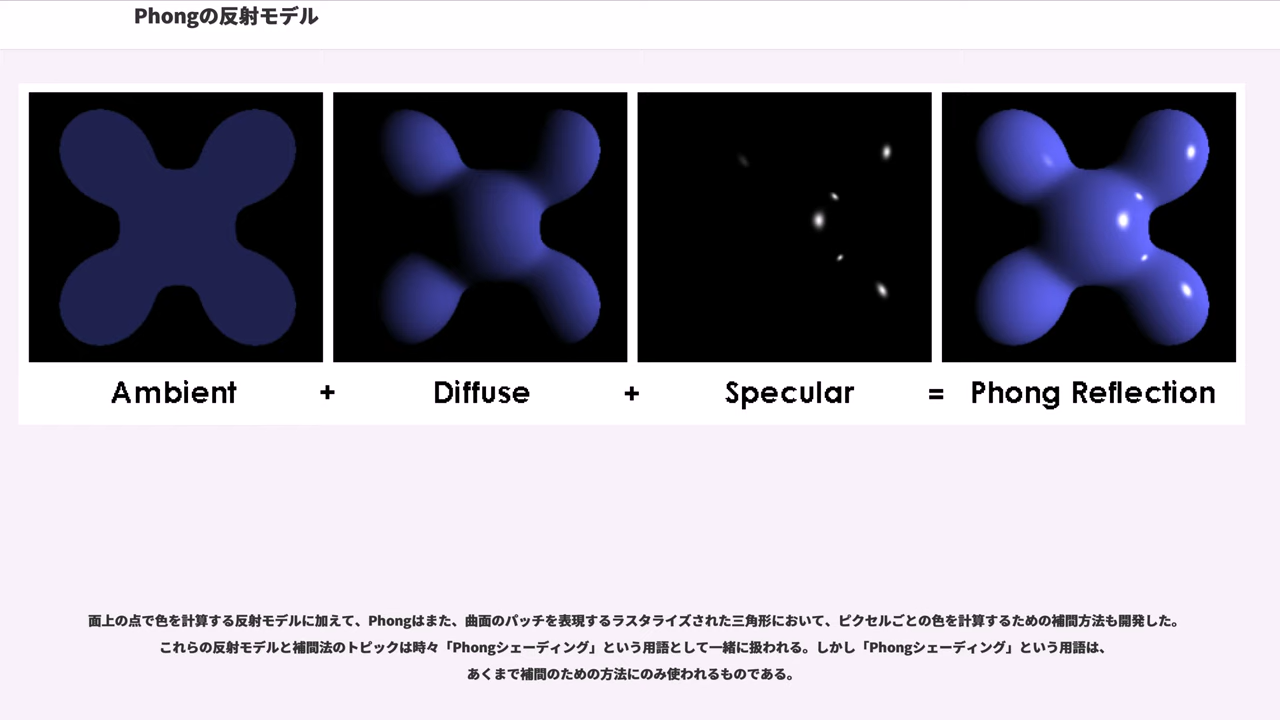 Phongの反射モデル
Ambient + Diffuse + Specular = Phong Reflection
面上の点で色を計算する反射モデルに加えて、Phongはまた、曲面のパッチを表現するラスタライズされた三角形において、ピクセルごとの色を計算するための補間方法も開発した。
これらの反射モデルと補間法のトピックは時々「Phongシェーディング」という用語として一緒に扱われる。しかし「Phongシェーディング」という用語は、
あくまで補間のための方法にのみ使われるものである。